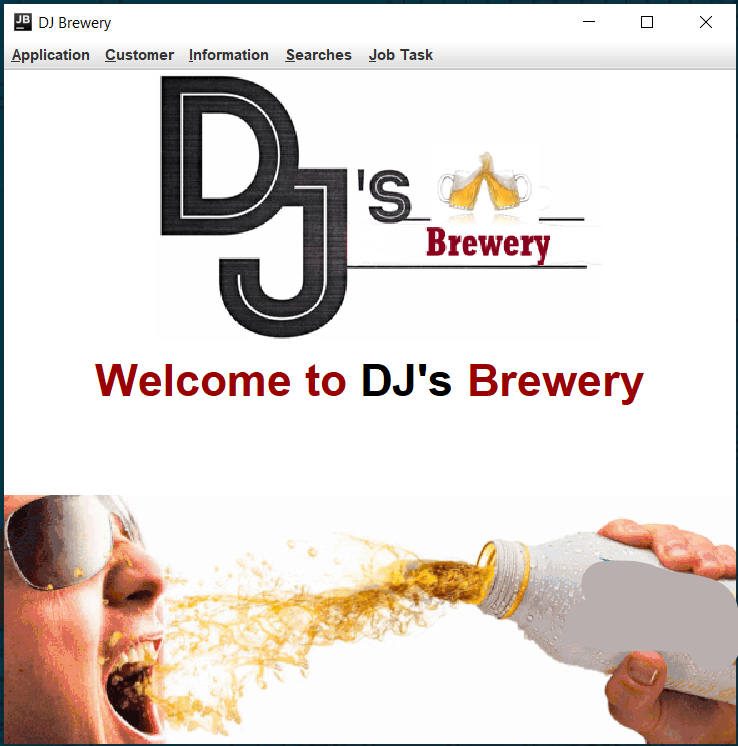 JB DJ Brewery
Application Customer Information Searches Job Task
DJ's
Brewery
Welcome to DJ's Brewery